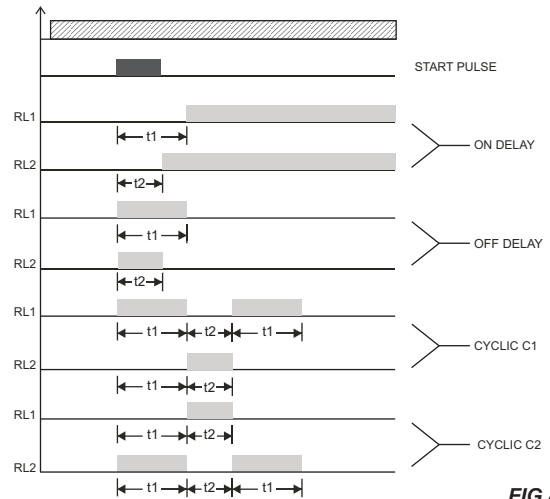 START PULSE
RL1
t1
ON DELAY
RL2
t2
RL1
t1
OFF DELAY
RL2
t2
RL1
t1 t2 t1
CYCLIC C1
RL2
t1 t2
RL1
t1 t2
CYCLIC C2
RL2
t1 t2 t1
FIG